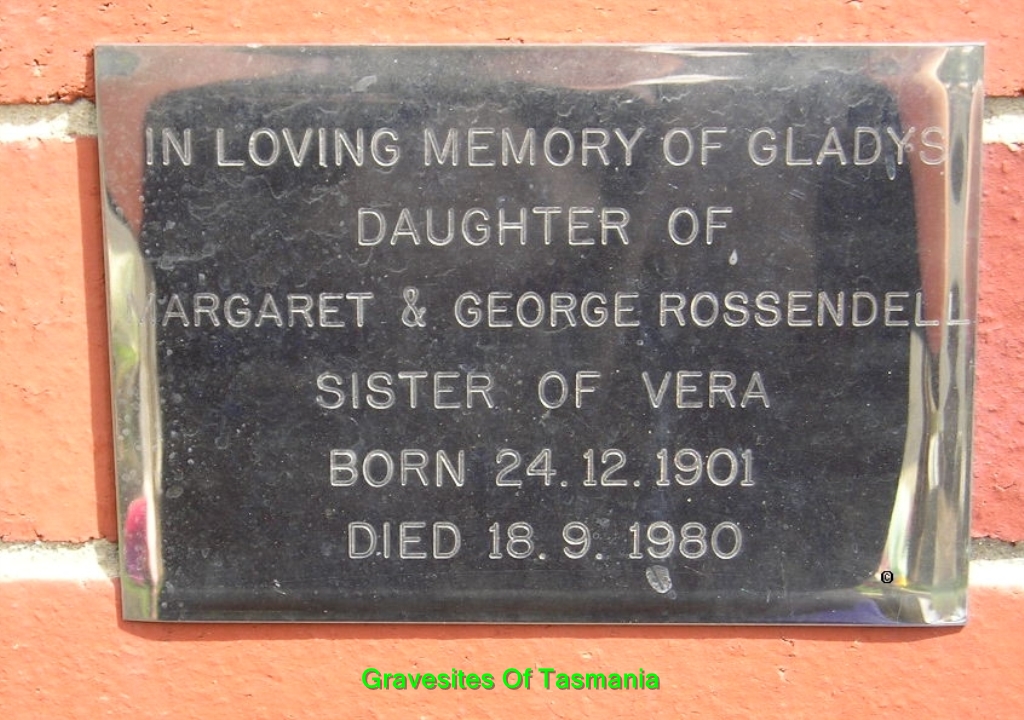 IN LOVING MEMORY OF GLADYS
DAUGHTER OF
MARGARET & GEORGE ROSSENDELL
SISTER OF VERA
BORN 24.12.1901
DIED 18.9.1980
©
Gravesites Of Tasmania